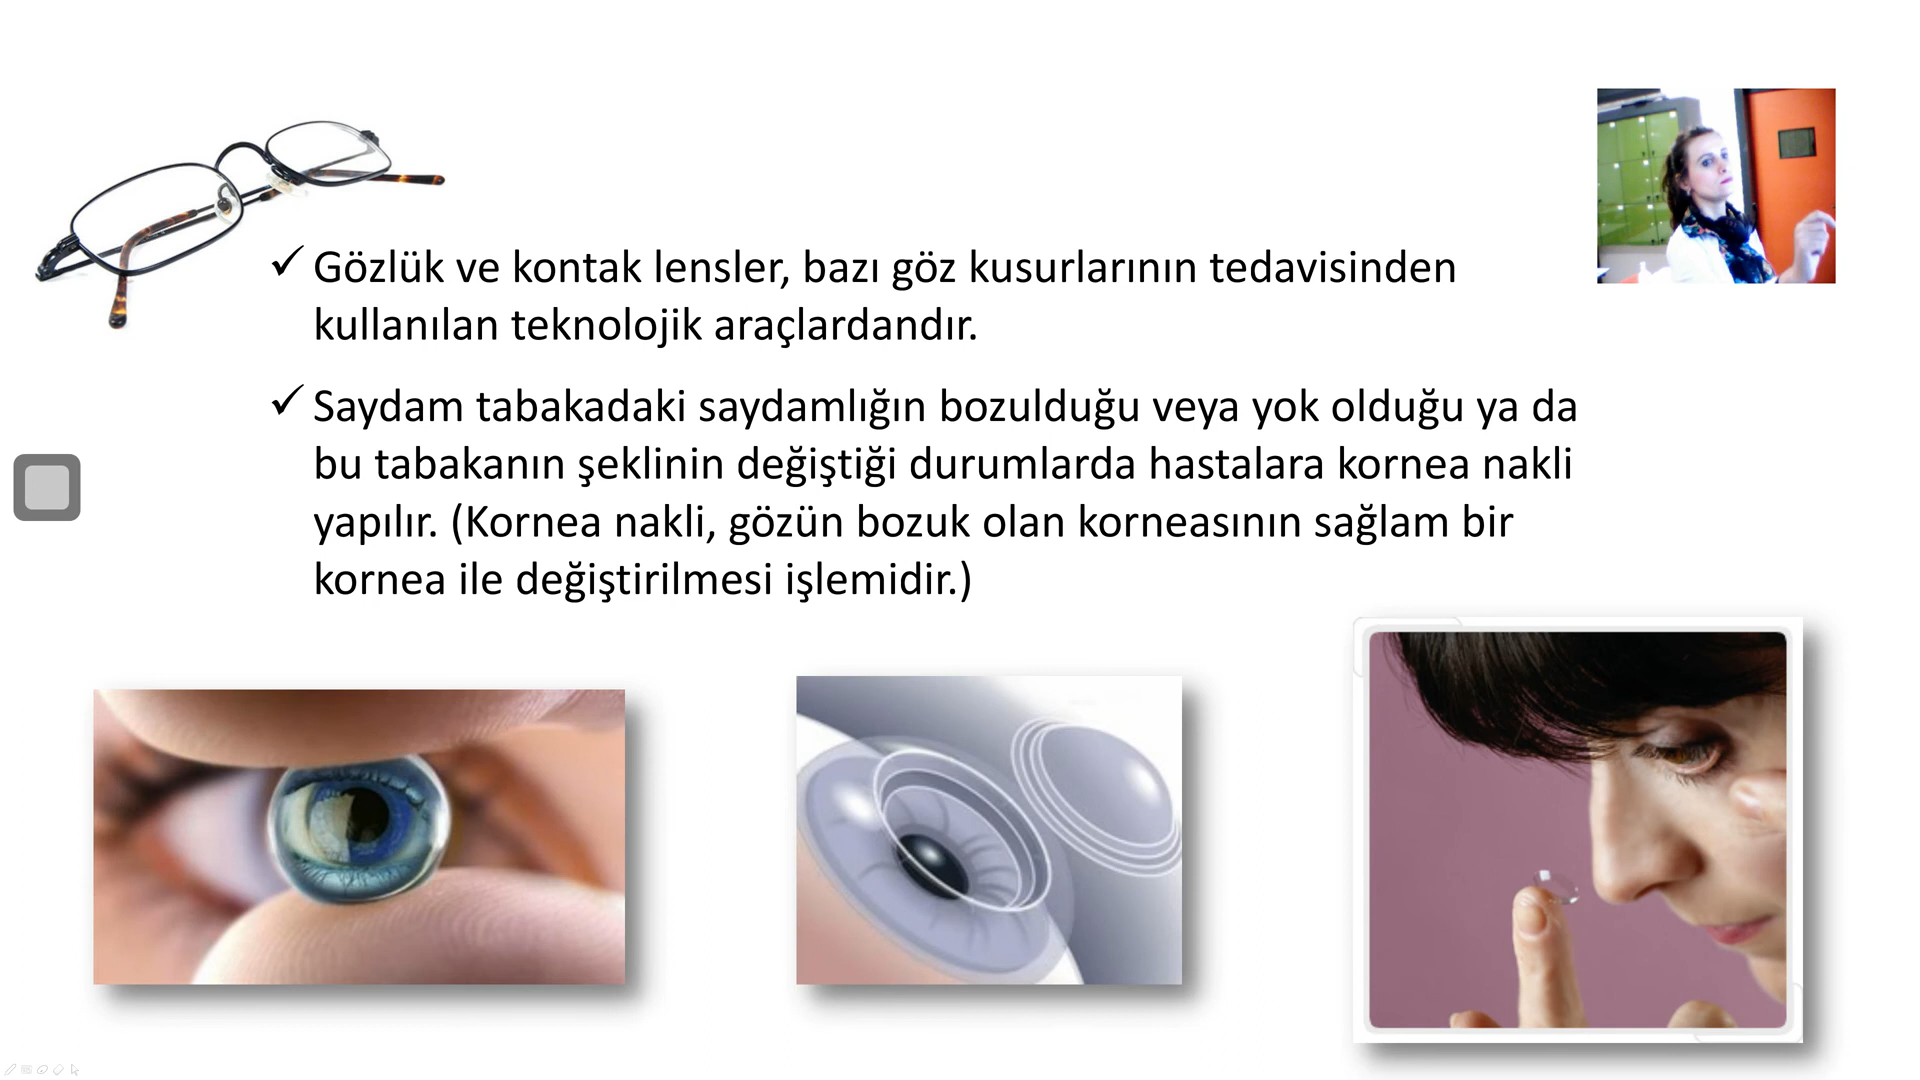 ✓ Gözlük ve kontak lensler, bazı göz kusurlarının tedavisinden
kullanılan teknolojik araçlardandır.
✓ Saydam tabakadaki saydamlığın bozulduğu veya yok olduğu ya da
bu tabakanın şeklinin değiştiği durumlarda hastalara kornea nakli
yapılır. (Kornea nakli, gözün bozuk olan korneasının sağlam bir
kornea ile değiştirilmesi işlemidir.)